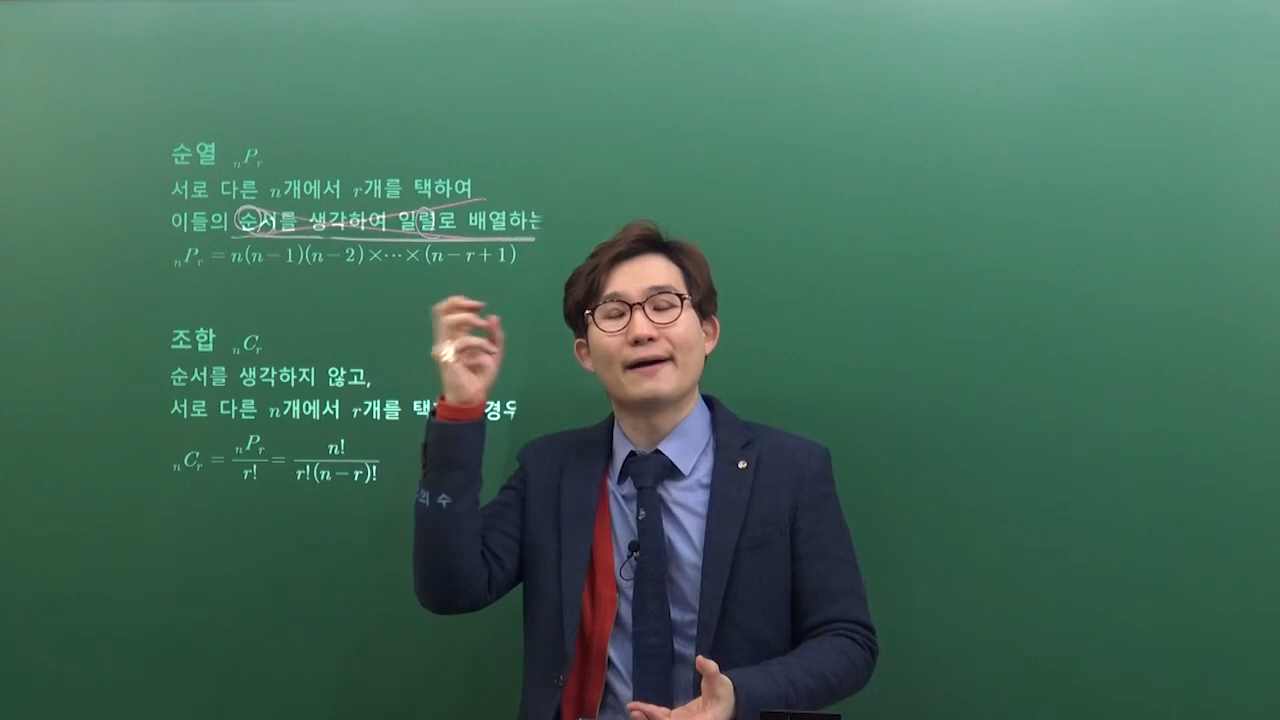 순열 ₙPᵣ
서로 다른 n개에서 r개를 택하여
이들의 순서를 생각하여 일렬로 배열하는
ₙPᵣ = n(n−1)(n−2)×⋯×(n−r+1)
조합 ₙCᵣ
순서를 생각하지 않고,
서로 다른 n개에서 r개를 경우
ₙCᵣ = ₙPᵣ/r! = n!/r!(n−r)!
의 수